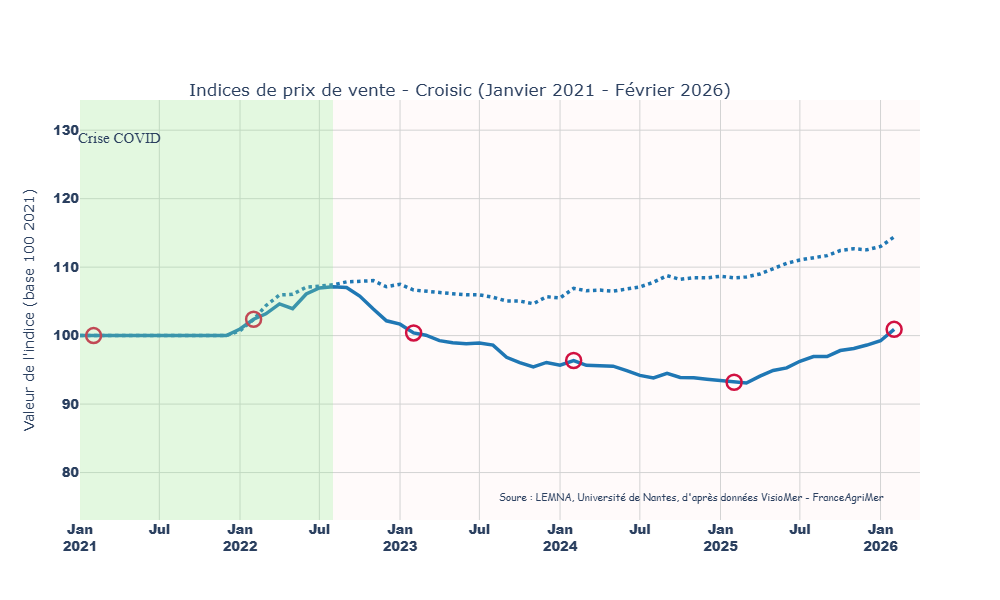 Indices de prix de vente - Croisic (Janvier 2021 - Février 2026)
130
Crise COVID
120
110
100
90
80
Valeur de l'indice (base 100 2021)
Soure : LEMNA, Université de Nantes, d'après données VisioMer - FranceAgriMer
Jan Jul Jan Jul Jan Jul Jan Jul Jan Jul Jan
2021 2022 2023 2024 2025 2026